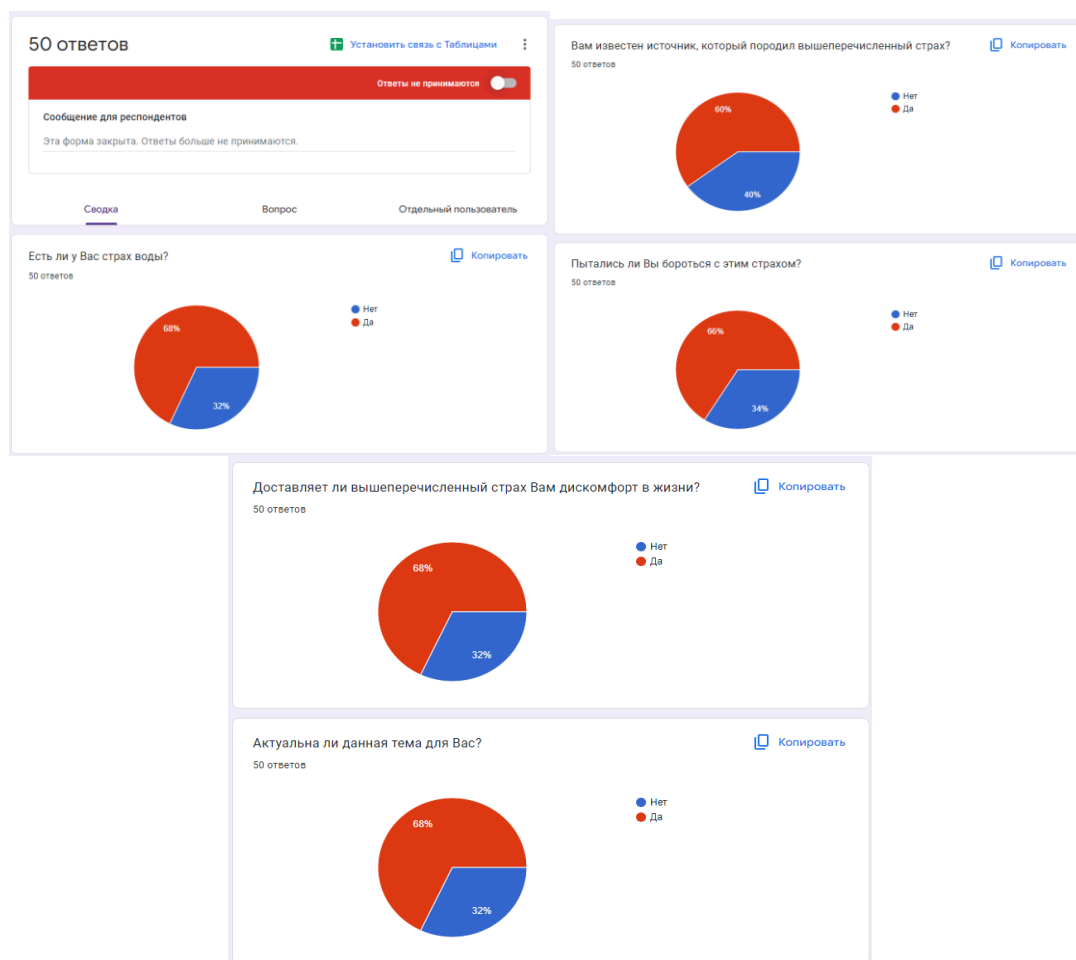 50 ответов
Установить связь с Таблицами
Ответы не принимаются
Сообщение для респондентов
Эта форма закрыта. Ответы больше не принимаются.
Сводка
Вопрос
Отдельный пользователь
Вам известен источник, который породил вышеперечисленный страх?
Копировать
50 ответов
Нет
Да
60%
40%
Есть ли у Вас страх воды?
Копировать
50 ответов
Нет
Да
68%
32%
Пытались ли Вы бороться с этим страхом?
Копировать
50 ответов
Нет
Да
66%
34%
Доставляет ли вышеперечисленный страх Вам дискомфорт в жизни?
Копировать
50 ответов
Нет
Да
68%
32%
Актуальна ли данная тема для Вас?
Копировать
50 ответов
Нет
Да
68%
32%